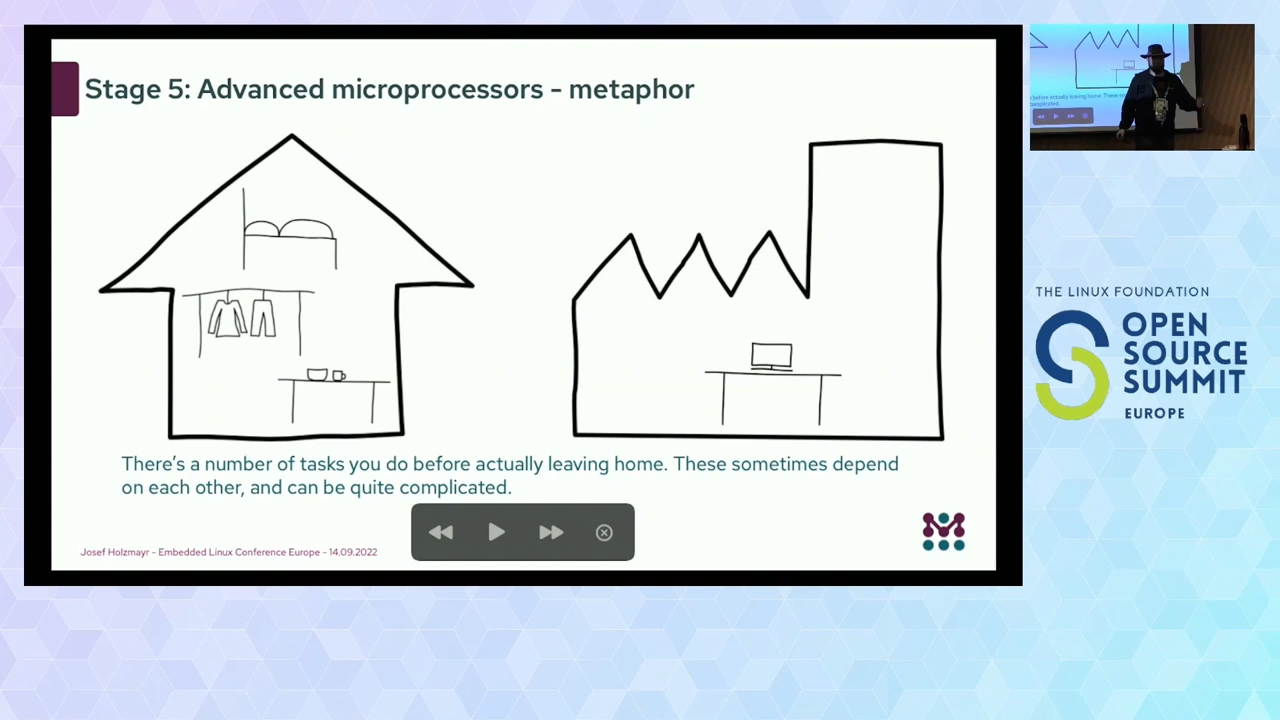 Stage 5: Advanced microprocessors - metaphor
There's a number of tasks you do before actually leaving home. These sometimes depend
on each other, and can be quite complicated.
Josef Holzmayr - Embedded Linux Conference Europe - 14.09.2022
THE LINUX FOUNDATION
OPEN
SOURCE
SUMMIT
EUROPE